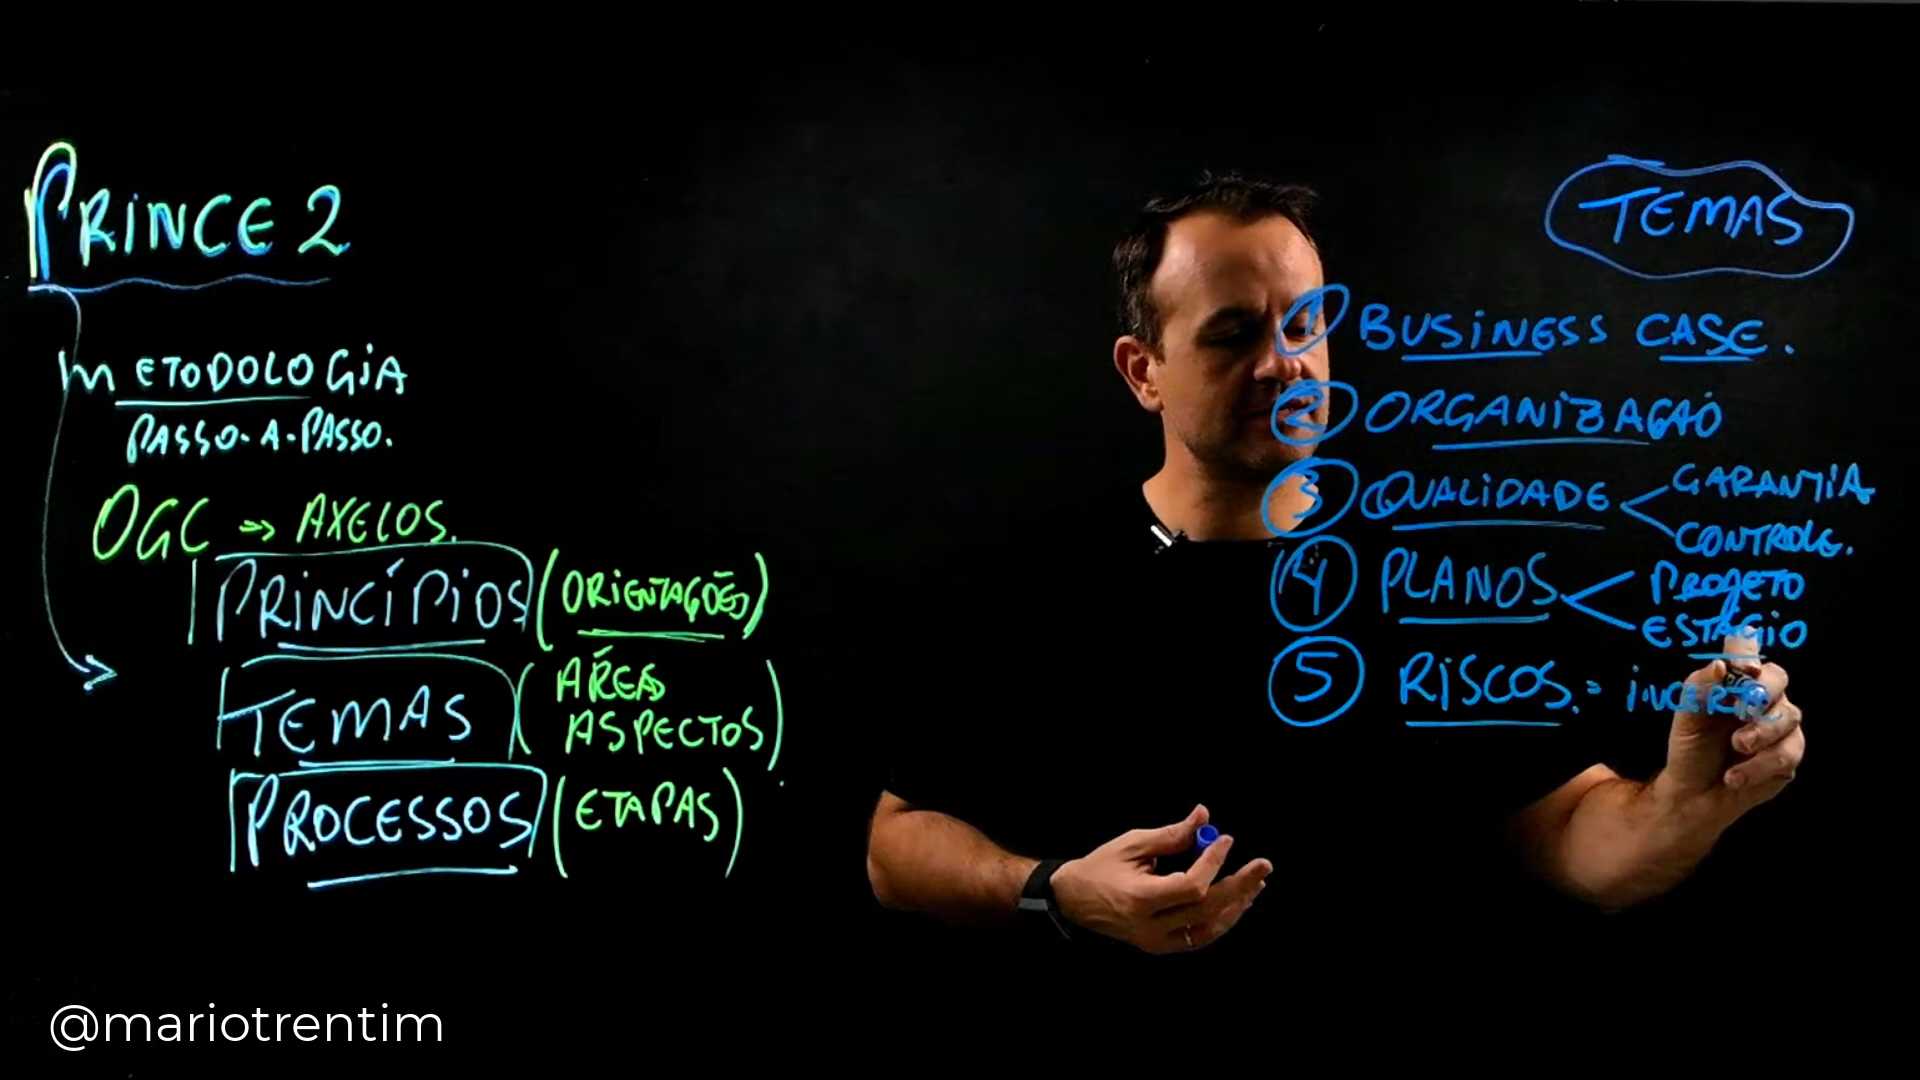 PRINCE 2
METODOLOGIA
PASSO-A-PASSO.
OGC => AXELOS.
PRINCÍPIOS (ORIENTAÇÕES)
TEMAS (ÁREAS
ASPECTOS)
PROCESSOS (ETAPAS)
TEMAS
1 BUSINESS CASE.
2 ORGANIZAÇÃO
3 QUALIDADE < GARANTIA
CONTROLE.
4 PLANOS < PROJETO
ESTÁGIO
5 RISCOS. = INCERTE
@mariotrentim